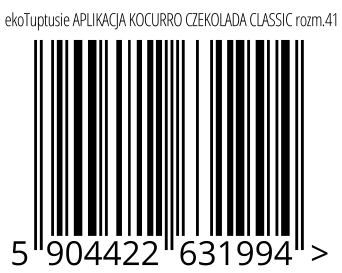 ekoTuptusie APLIKACJA KOCURRO CZEKOLADA CLASSIC rozm.41
5 904422 631994 >